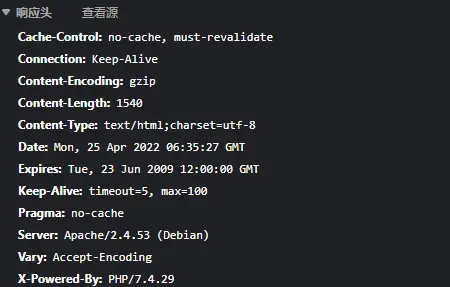 响应头 查看源
Cache-Control: no-cache, must-revalidate
Connection: Keep-Alive
Content-Encoding: gzip
Content-Length: 1540
Content-Type: text/html;charset=utf-8
Date: Mon, 25 Apr 2022 06:35:27 GMT
Expires: Tue, 23 Jun 2009 12:00:00 GMT
Keep-Alive: timeout=5, max=100
Pragma: no-cache
Server: Apache/2.4.53 (Debian)
Vary: Accept-Encoding
X-Powered-By: PHP/7.4.29